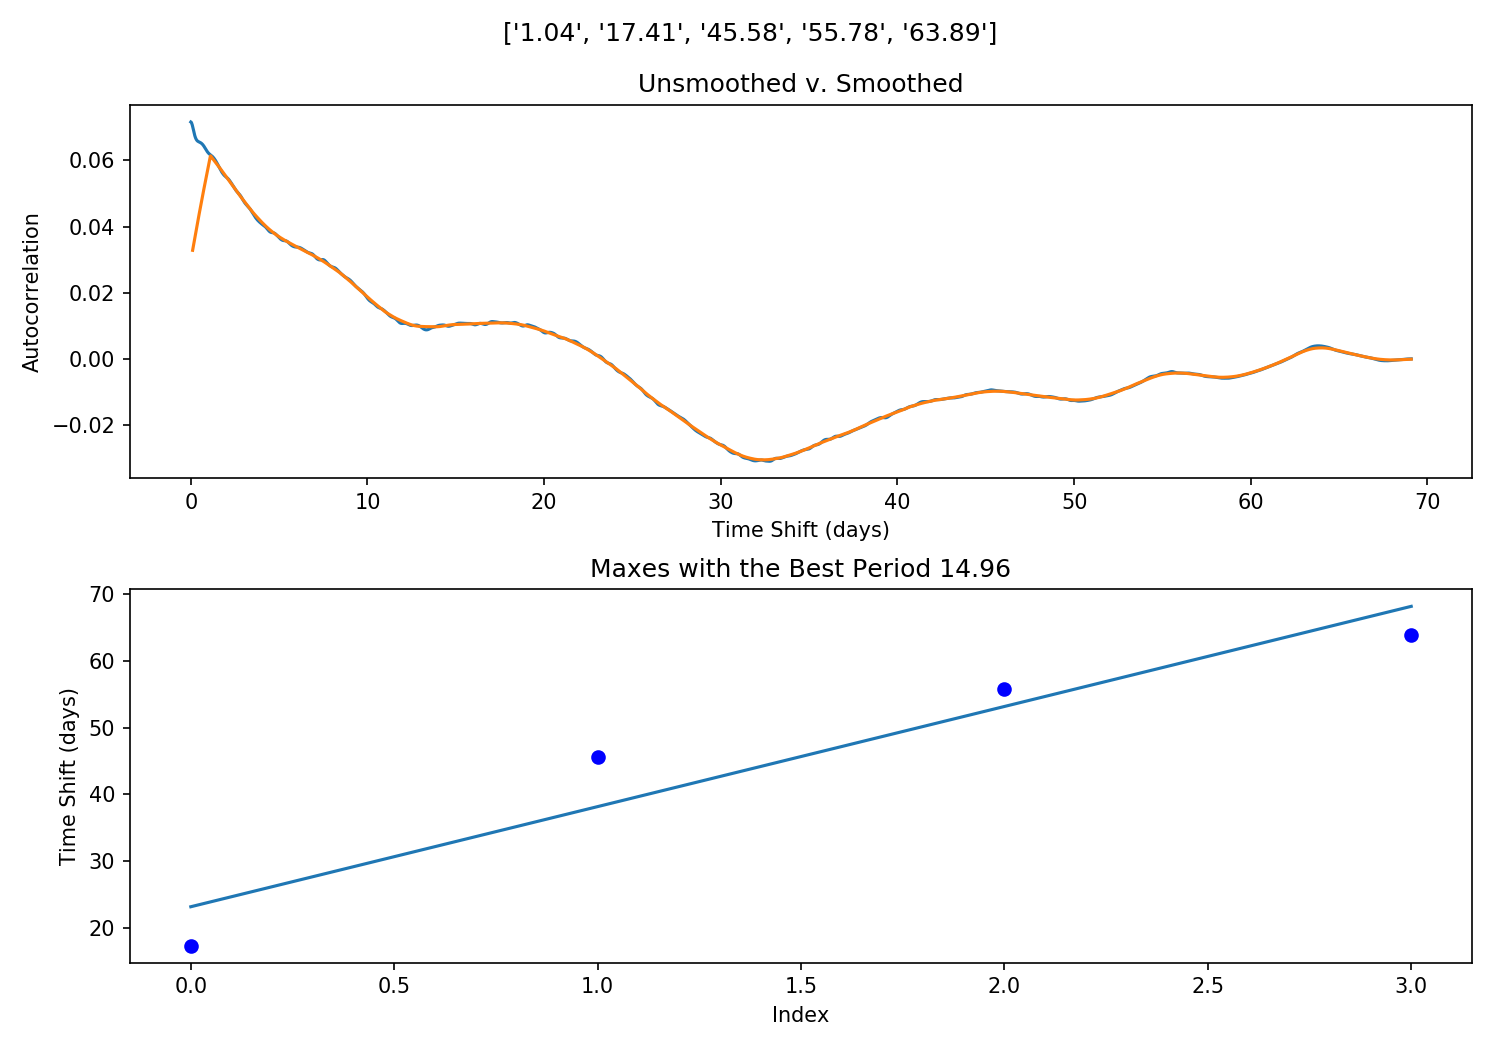 ['1.04', '17.41', '45.58', '55.78', '63.89']
Unsmoothed v. Smoothed
Autocorrelation
0.06
0.04
0.02
0.00
−0.02
0 10 20 30 40 50 60 70
Time Shift (days)
Maxes with the Best Period 14.96
Time Shift (days)
70
60
50
40
30
20
0.0 0.5 1.0 1.5 2.0 2.5 3.0
Index